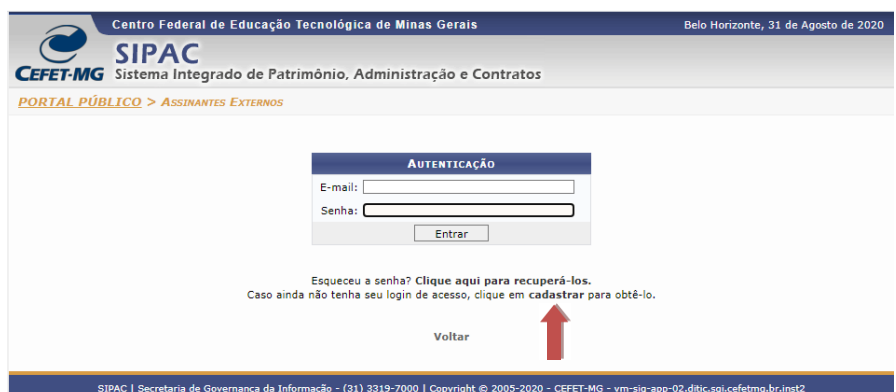 Centro Federal de Educação Tecnológica de Minas Gerais
Belo Horizonte, 31 de Agosto de 2020
CEFET-MG
SIPAC
Sistema Integrado de Patrimônio, Administração e Contratos
PORTAL PÚBLICO > ASSINANTES EXTERNOS
AUTENTICAÇÃO
E-mail:
Senha:
Entrar
Esqueceu a senha? Clique aqui para recuperá-los.
Caso ainda não tenha seu login de acesso, clique em cadastrar para obtê-lo.
Voltar
SIPAC | Secretaria de Governança da Informação - (31) 3319-7000 | Copyright © 2005-2020 - CEFET-MG - vm-sig-app-02.ditic.sgi.cefetmg.br.inst2